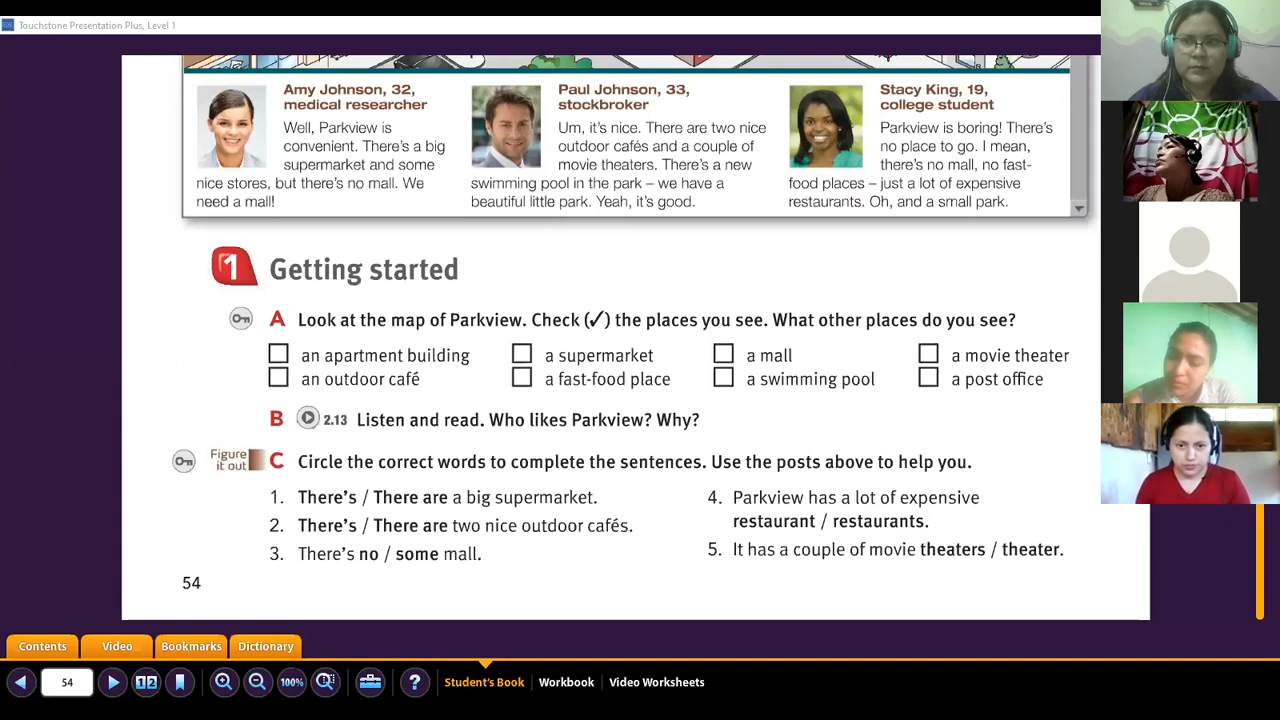 Touchstone Presentation Plus, Level 1
Amy Johnson, 32,
medical researcher
Well, Parkview is
convenient. There's a big
supermarket and some
nice stores, but there's no mall. We
need a mall!
Paul Johnson, 33,
stockbroker
Um, it's nice. There are two nice
outdoor cafés and a couple of
movie theaters. There's a new
swimming pool in the park – we have a
beautiful little park. Yeah, it's good.
Stacy King, 19,
college student
Parkview is boring! There's
no place to go. I mean,
there's no mall, no fast-
food places – just a lot of expensive
restaurants. Oh, and a small park.
1 Getting started
A Look at the map of Parkview. Check (✓) the places you see. What other places do you see?
an apartment building a supermarket a mall a movie theater
an outdoor café a fast-food place a swimming pool a post office
B 2.13 Listen and read. Who likes Parkview? Why?
Figure
it out
C Circle the correct words to complete the sentences. Use the posts above to help you.
1. There's / There are a big supermarket.
2. There's / There are two nice outdoor cafés.
3. There's no / some mall.
4. Parkview has a lot of expensive
restaurant / restaurants.
5. It has a couple of movie theaters / theater.
54
Contents Video Bookmarks Dictionary
54 1 2 100% ? Student's Book Workbook Video Worksheets